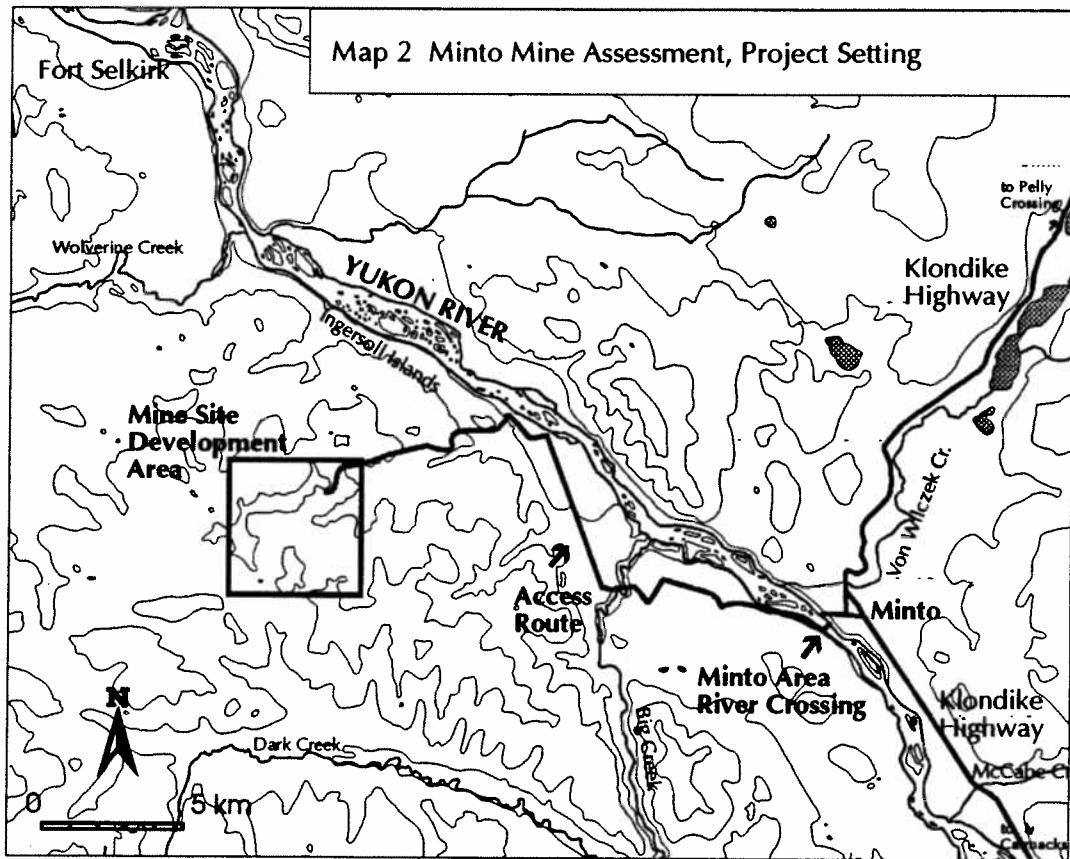 Map 2 Minto Mine Assessment, Project Setting
Fort Selkirk
to Pelly
Crossing
Wolverine Creek
YUKON RIVER
Klondike
Highway
Ingersoll Islands
Mine Site
Development
Area
Von Wilczek Cr.
Access
Route
Minto
Minto Area
River Crossing
N
Big Creek
Klondike
Highway
Dark Creek
McCabe Cr
0 5 km
to